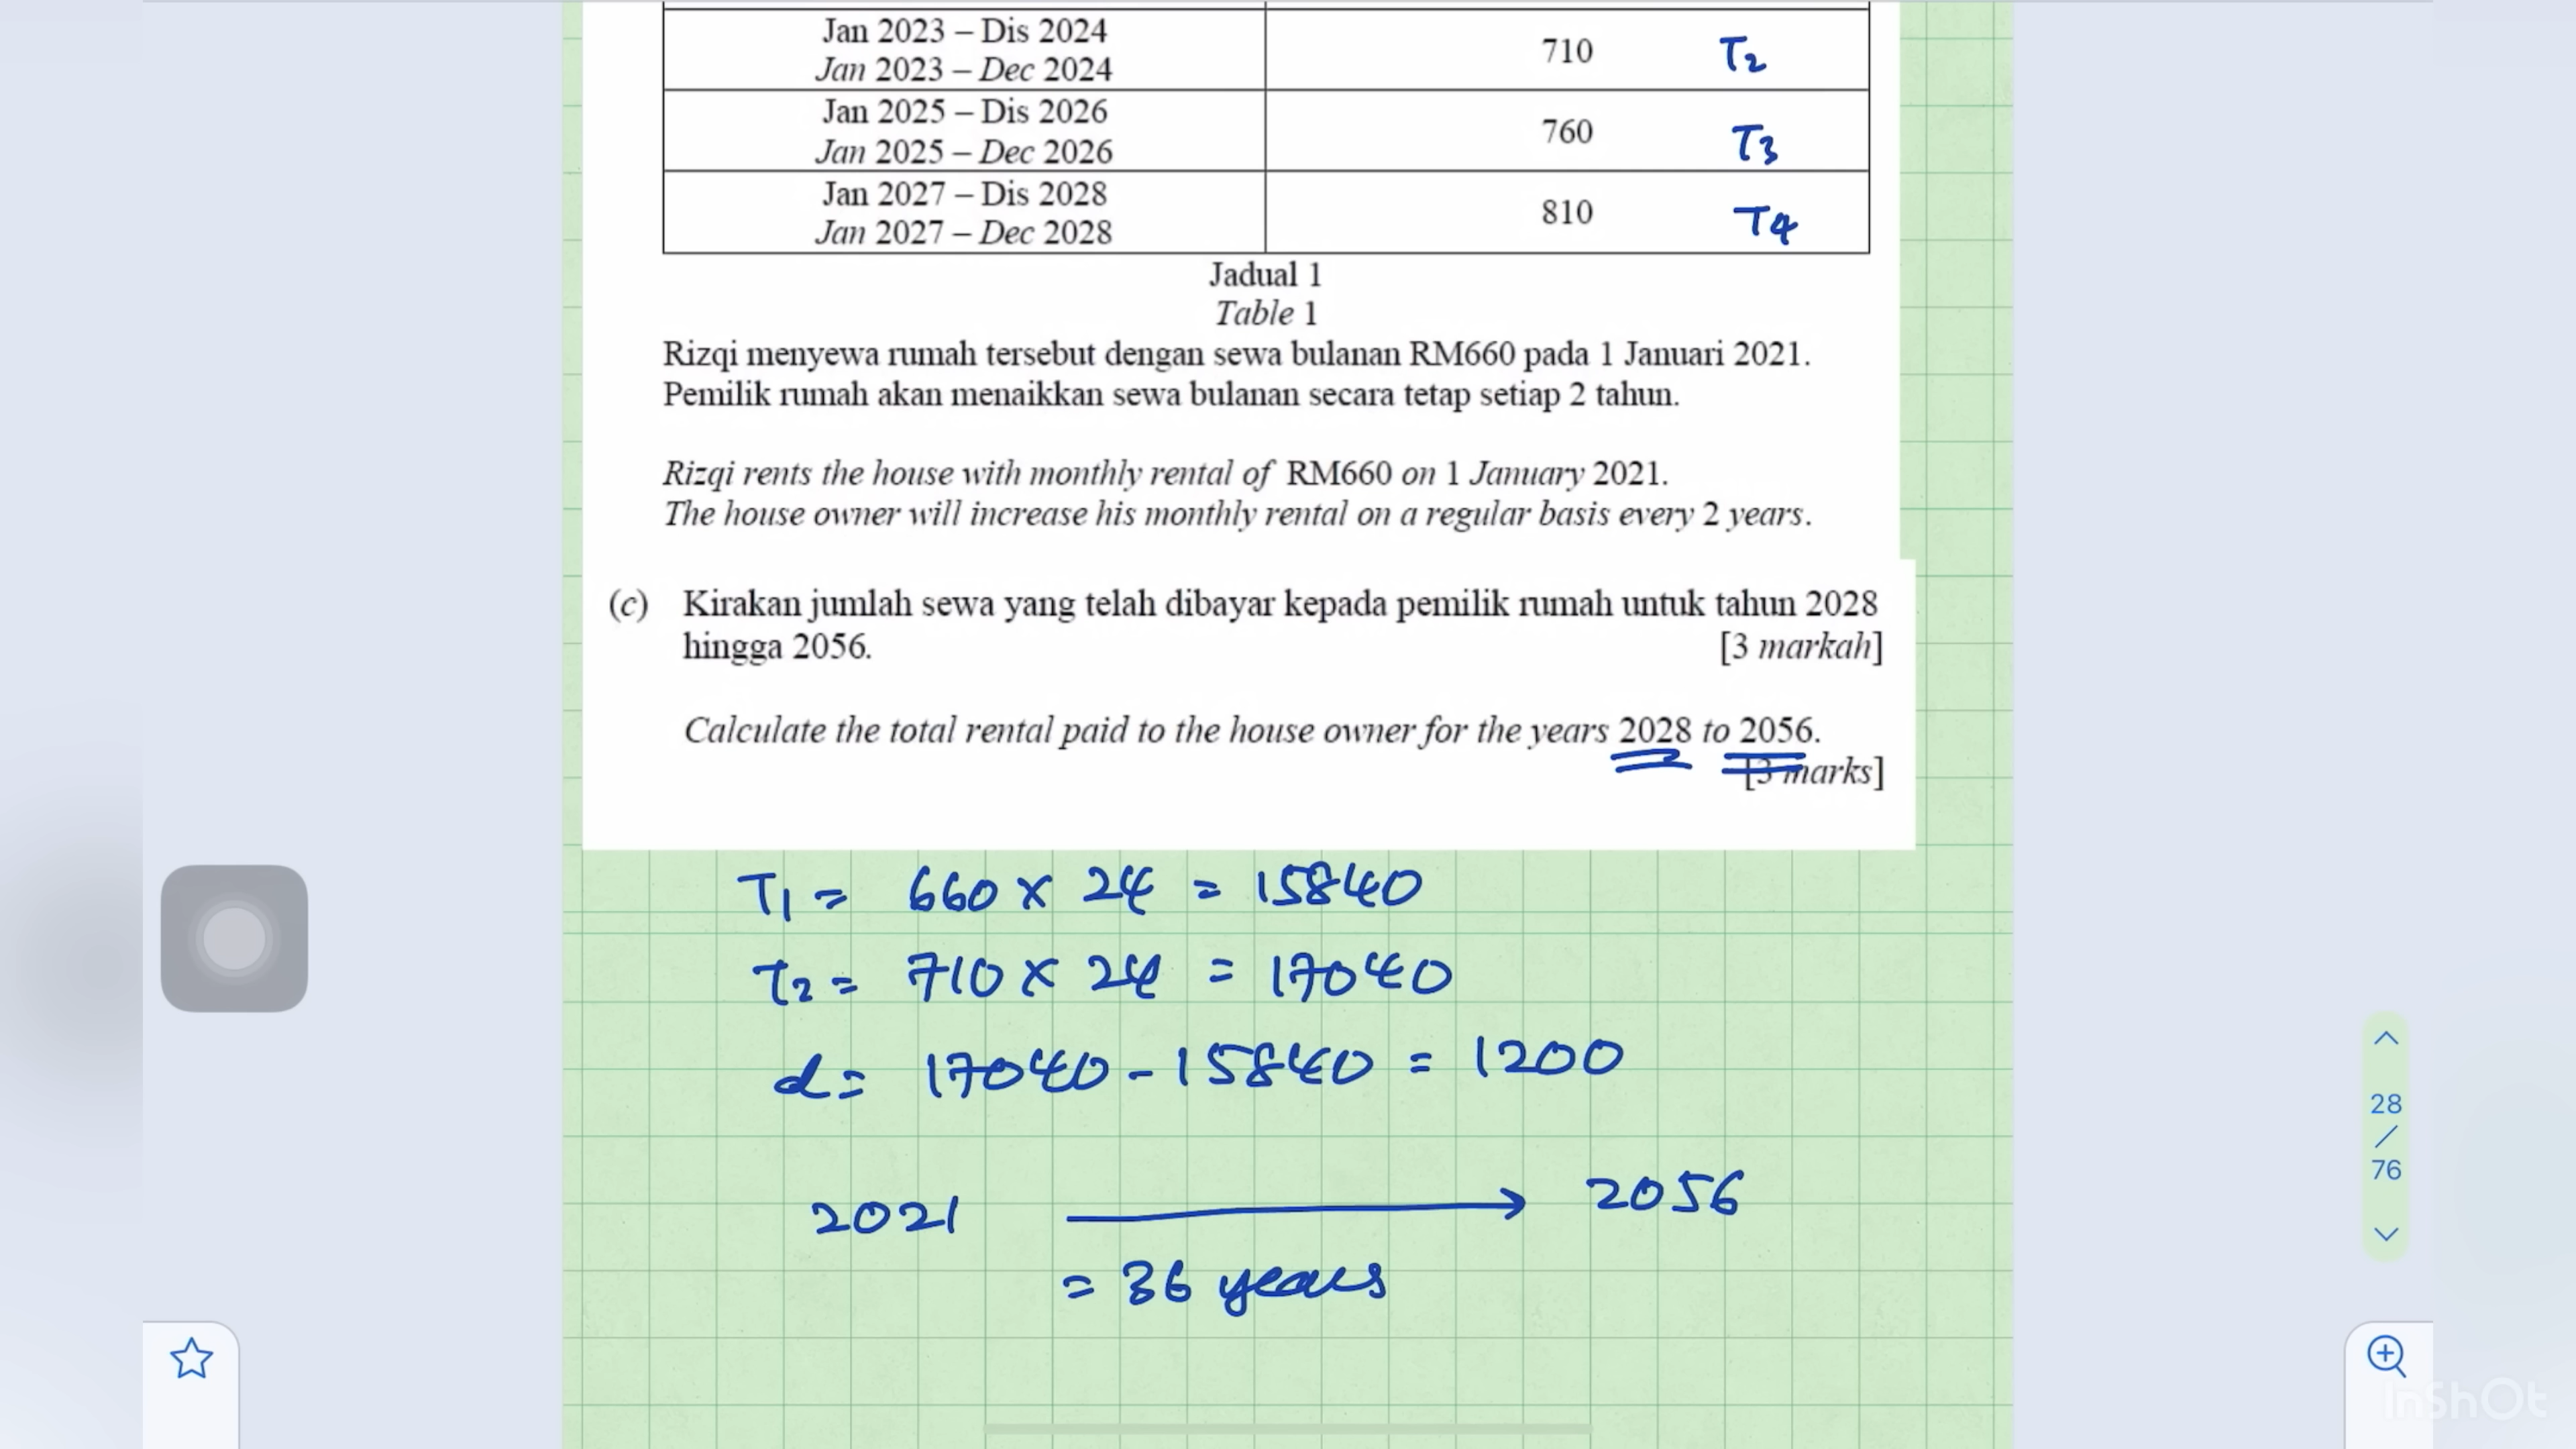 Jan 2023 – Dis 2024
Jan 2023 – Dec 2024
710 T2
Jan 2025 – Dis 2026
Jan 2025 – Dec 2026
760 T3
Jan 2027 – Dis 2028
Jan 2027 – Dec 2028
810 T4
Jadual 1
Table 1
Rizqi menyewa rumah tersebut dengan sewa bulanan RM660 pada 1 Januari 2021.
Pemilik rumah akan menaikkan sewa bulanan secara tetap setiap 2 tahun.
Rizqi rents the house with monthly rental of RM660 on 1 January 2021.
The house owner will increase his monthly rental on a regular basis every 2 years.
(c) Kirakan jumlah sewa yang telah dibayar kepada pemilik rumah untuk tahun 2028
hingga 2056. [3 markah]
Calculate the total rental paid to the house owner for the years 2028 to 2056.
[3 marks]
T1 = 660 x 24 = 15840
T2 = 710 x 24 = 17040
d = 17040 - 15840 = 1200
2021 → 2056
= 36 years
28
/
76
InShOt